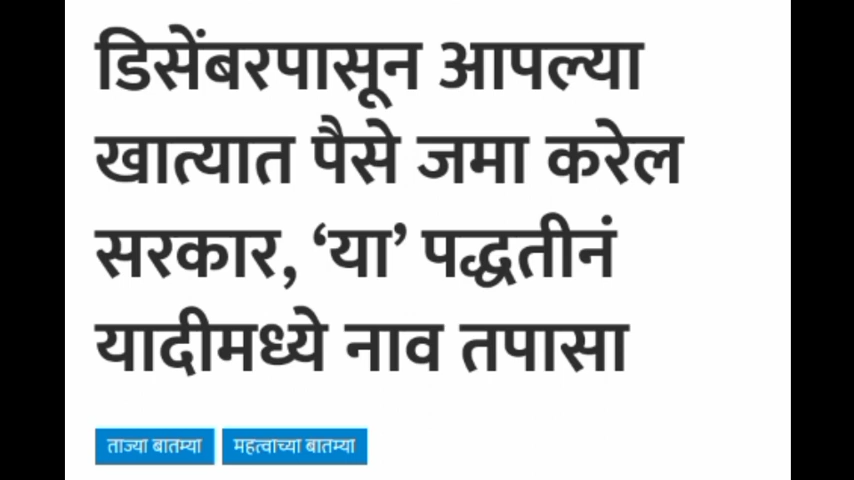 डिसेंबरपासून आपल्या
खात्यात पैसे जमा करेल
सरकार, ‘या’ पद्धतीनं
यादीमध्ये नाव तपासा
ताज्या बातम्या महत्वाच्या बातम्या